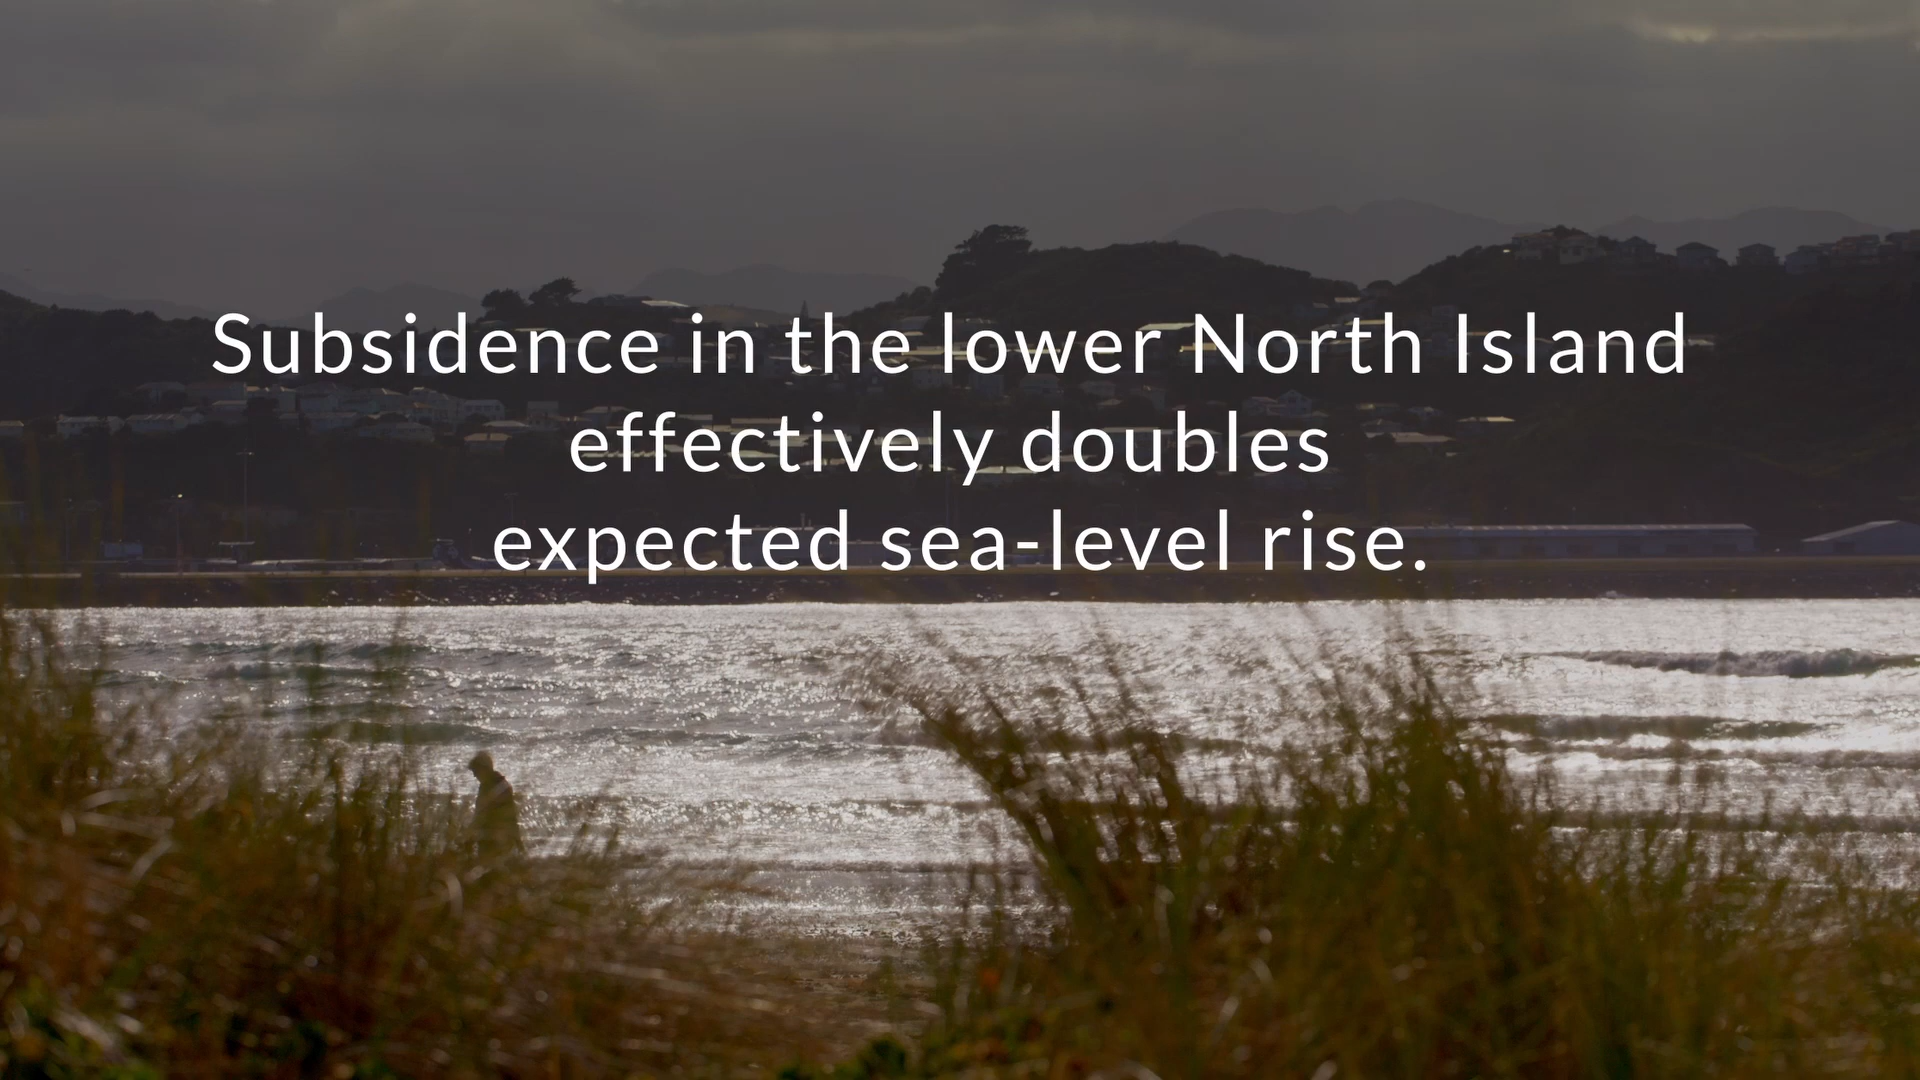 Subsidence in the lower North Island
effectively doubles
expected sea-level rise.